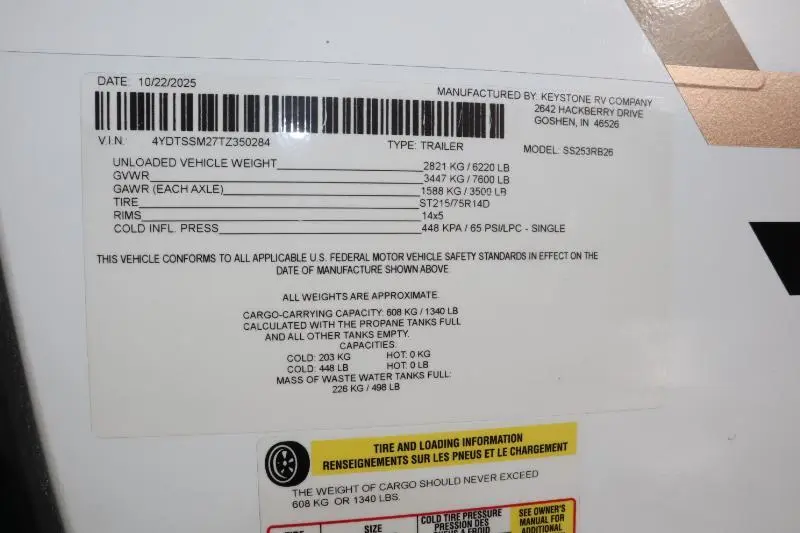 DATE: 10/22/2025
MANUFACTURED BY: KEYSTONE RV COMPANY
2642 HACKBERRY DRIVE
GOSHEN, IN 46526
V.I.N. 4YDTSSM27TZ350284 TYPE: TRAILER MODEL: SS253RB26
UNLOADED VEHICLE WEIGHT 2821 KG / 6220 LB
GVWR 3447 KG / 7600 LB
GAWR (EACH AXLE) 1588 KG / 3500 LB
TIRE ST215/75R14D
RIMS 14x5
COLD INFL. PRESS 448 KPA / 65 PSI/LPC - SINGLE
THIS VEHICLE CONFORMS TO ALL APPLICABLE U.S. FEDERAL MOTOR VEHICLE SAFETY STANDARDS IN EFFECT ON THE
DATE OF MANUFACTURE SHOWN ABOVE
ALL WEIGHTS ARE APPROXIMATE.
CARGO-CARRYING CAPACITY: 608 KG / 1340 LB
CALCULATED WITH THE PROPANE TANKS FULL
AND ALL OTHER TANKS EMPTY.
CAPACITIES.
COLD: 203 KG HOT: 0 KG
COLD: 448 LB HOT: 0 LB
MASS OF WASTE WATER TANKS FULL:
226 KG / 498 LB
TIRE AND LOADING INFORMATION
RENSEIGNEMENTS SUR LES PNEUS ET LE CHARGEMENT
THE WEIGHT OF CARGO SHOULD NEVER EXCEED
608 KG OR 1340 LBS.
SIZE
COLD TIRE PRESSURE
PRESSION DES
PNEUS A FROID
SEE OWNER'S
MANUAL FOR
ADDITIONAL